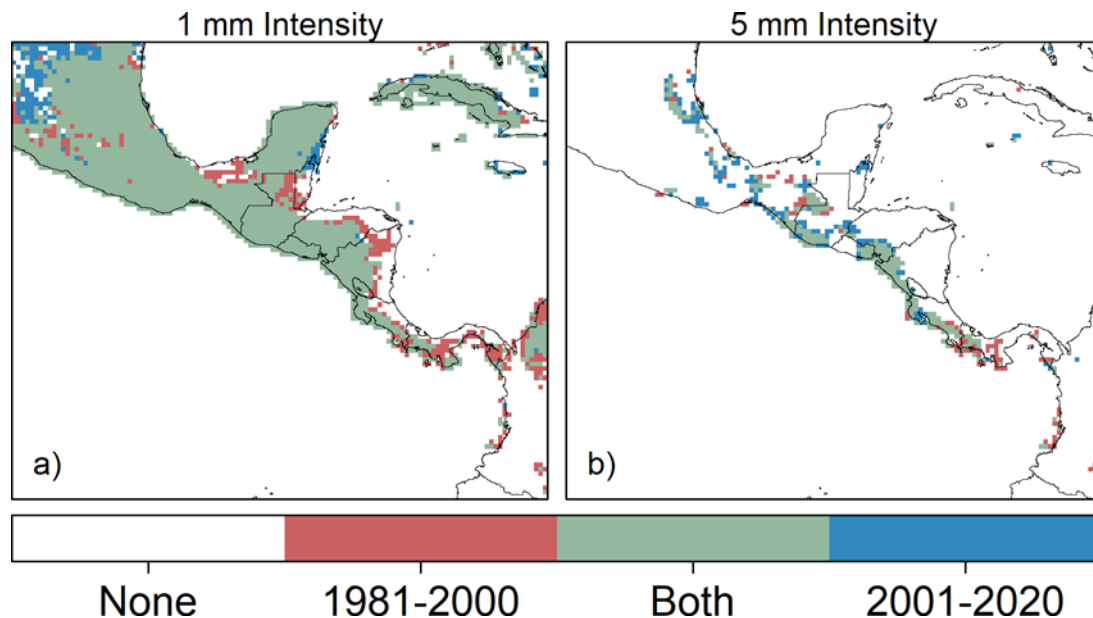 1 mm Intensity
5 mm Intensity
a)
b)
None
1981-2000
Both
2001-2020